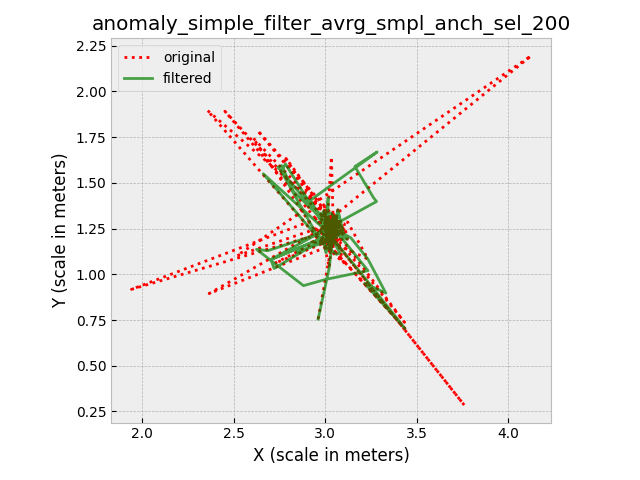 anomaly_simple_filter_avrg_smpl_anch_sel_200
original
filtered
2.25
2.00
1.75
1.50
1.25
1.00
0.75
0.50
0.25
Y (scale in meters)
2.0 2.5 3.0 3.5 4.0
X (scale in meters)